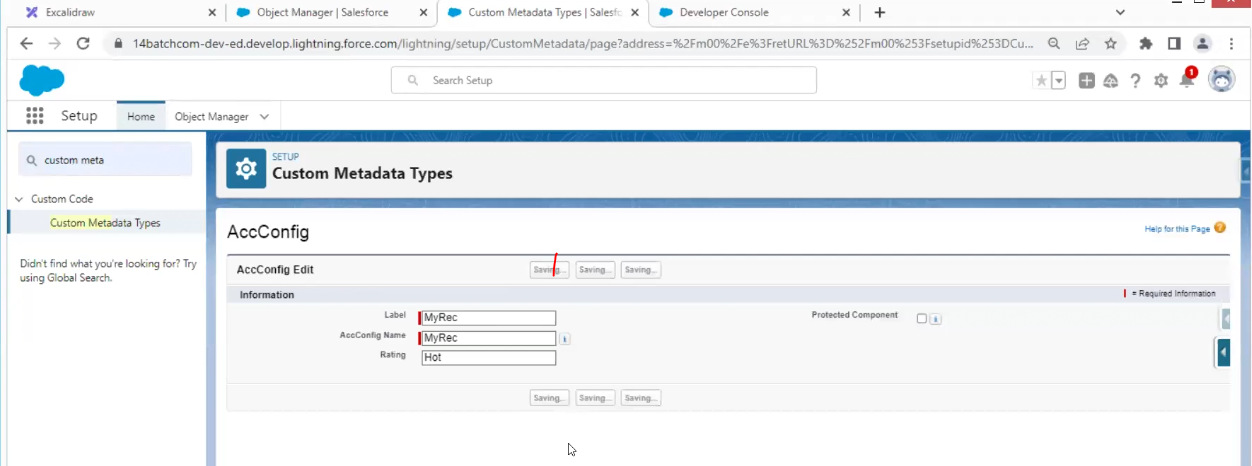 Excalidraw
Object Manager | Salesforce
Custom Metadata Types | Salesfo
Developer Console
14batchcom-dev-ed.develop.lightning.force.com/lightning/setup/CustomMetadata/page?address=%2Fm00%2Fe%3FretURL%3D%252Fm00%253Fsetupid%253DCu...
Search Setup
1
Setup
Home
Object Manager
custom meta
SETUP
Custom Metadata Types
Custom Code
Custom Metadata Types
Didn't find what you're looking for? Try
using Global Search.
AccConfig
Help for this Page
AccConfig Edit
Saving... Saving... Saving...
Information
= Required Information
Label MyRec
Protected Component
AccConfig Name MyRec
Rating Hot
Saving... Saving... Saving...